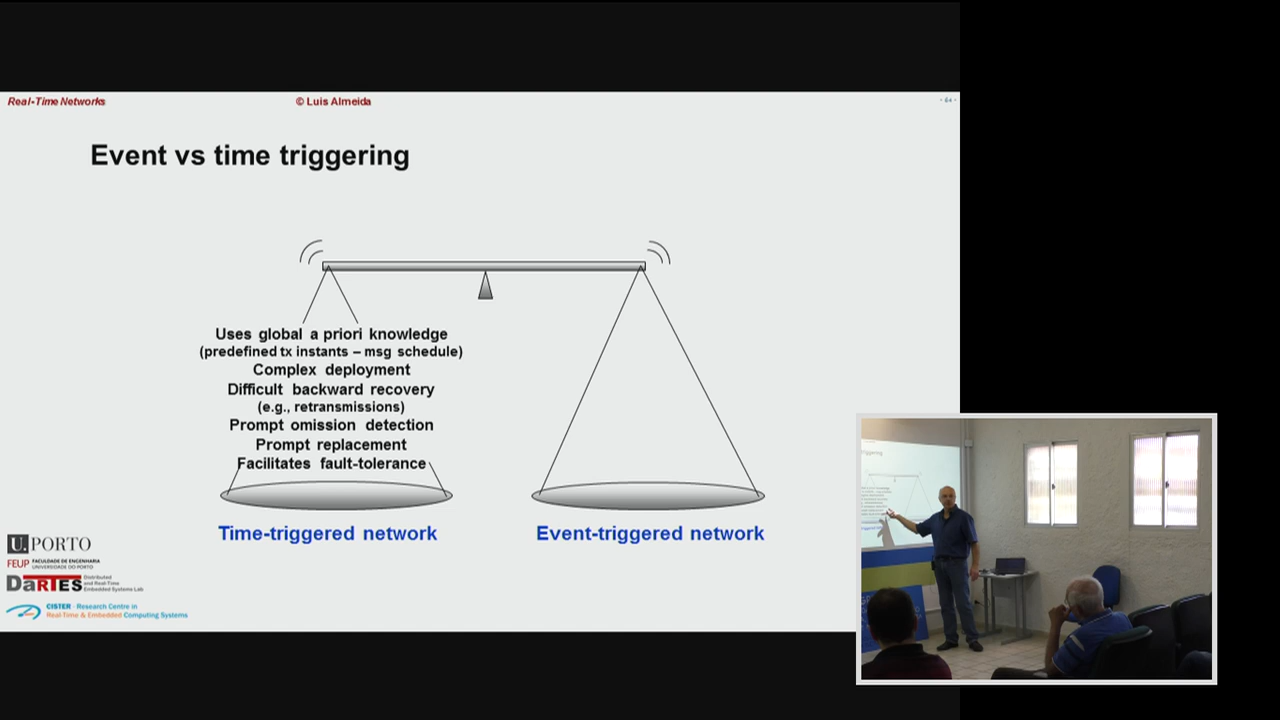 Real-Time Networks
© Luis Almeida
Event vs time triggering
Uses global a priori knowledge
(predefined tx instants – msg schedule)
Complex deployment
Difficult backward recovery
(e.g., retransmissions)
Prompt omission detection
Prompt replacement
Facilitates fault-tolerance
Time-triggered network
Event-triggered network
U.PORTO
FEUP FACULDADE DE ENGENHARIA
UNIVERSIDADE DO PORTO
DaRTES Distributed
and Real-Time
Embedded Systems Lab
CISTER - Research Centre in
Real-Time & Embedded Computing Systems